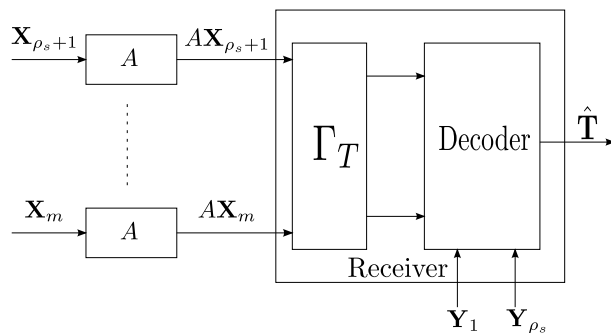 𝐗_{ρ_s+1}
A
A𝐗_{ρ_s+1}
Γ_T
Decoder
𝐓̂
𝐗_m
A
A𝐗_m
Receiver
𝐘_1
𝐘_{ρ_s}